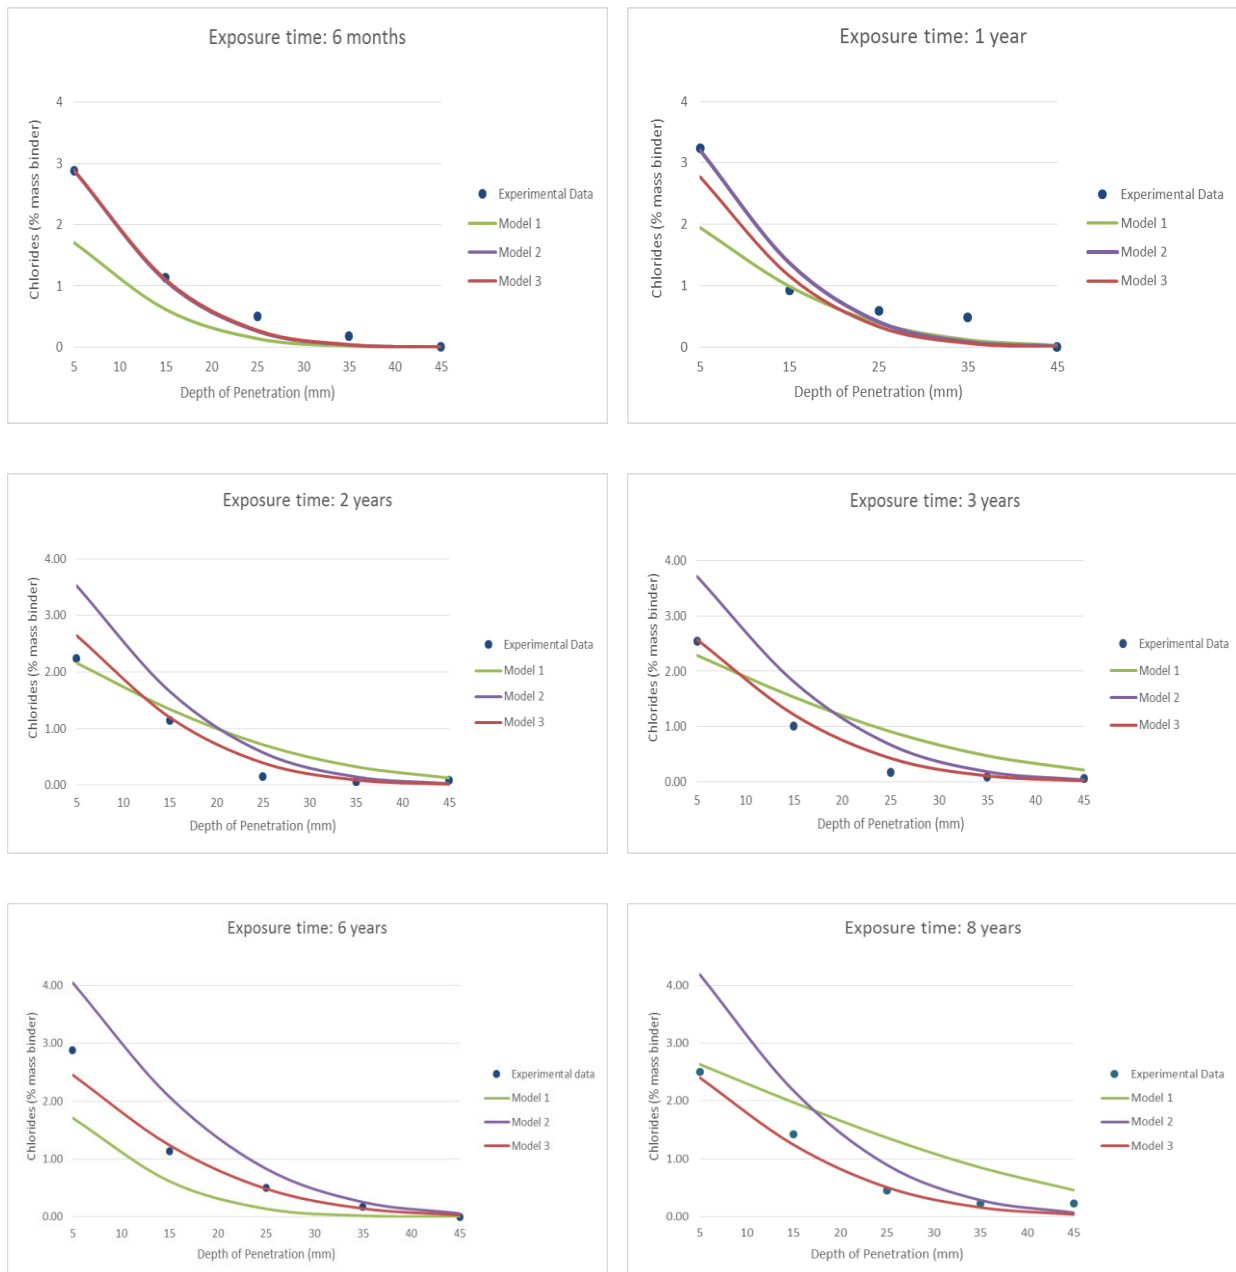 Exposure time: 6 months
Chlorides (% mass binder)
4
3
2
1
0
5 10 15 20 25 30 35 40 45
Depth of Penetration (mm)
Experimental Data
Model 1
Model 2
Model 3
Exposure time: 1 year
Chlorides (% mass binder)
4
3
2
1
0
5 15 25 35 45
Depth of Penetration (mm)
Experimental Data
Model 1
Model 2
Model 3
Exposure time: 2 years
Chlorides (% mass binder)
4.00
3.00
2.00
1.00
0.00
5 10 15 20 25 30 35 40 45
Depth of Penetration (mm)
Experimental Data
Model 1
Model 2
Model 3
Exposure time: 3 years
Chlorides (% mass binder)
4.00
3.00
2.00
1.00
0.00
5 10 15 20 25 30 35 40 45
Depth of Penetration (mm)
Experimental Data
Model 1
Model 2
Model 3
Exposure time: 6 years
Chlorides (% mass binder)
4.00
3.00
2.00
1.00
0.00
5 10 15 20 25 30 35 40 45
Depth of Penetration (mm)
Experimental data
Model 1
Model 2
Model 3
Exposure time: 8 years
Chlorides (% mass binder)
4.00
3.00
2.00
1.00
0.00
5 10 15 20 25 30 35 40 45
Depth of Penetration (mm)
Experimental Data
Model 1
Model 2
Model 3